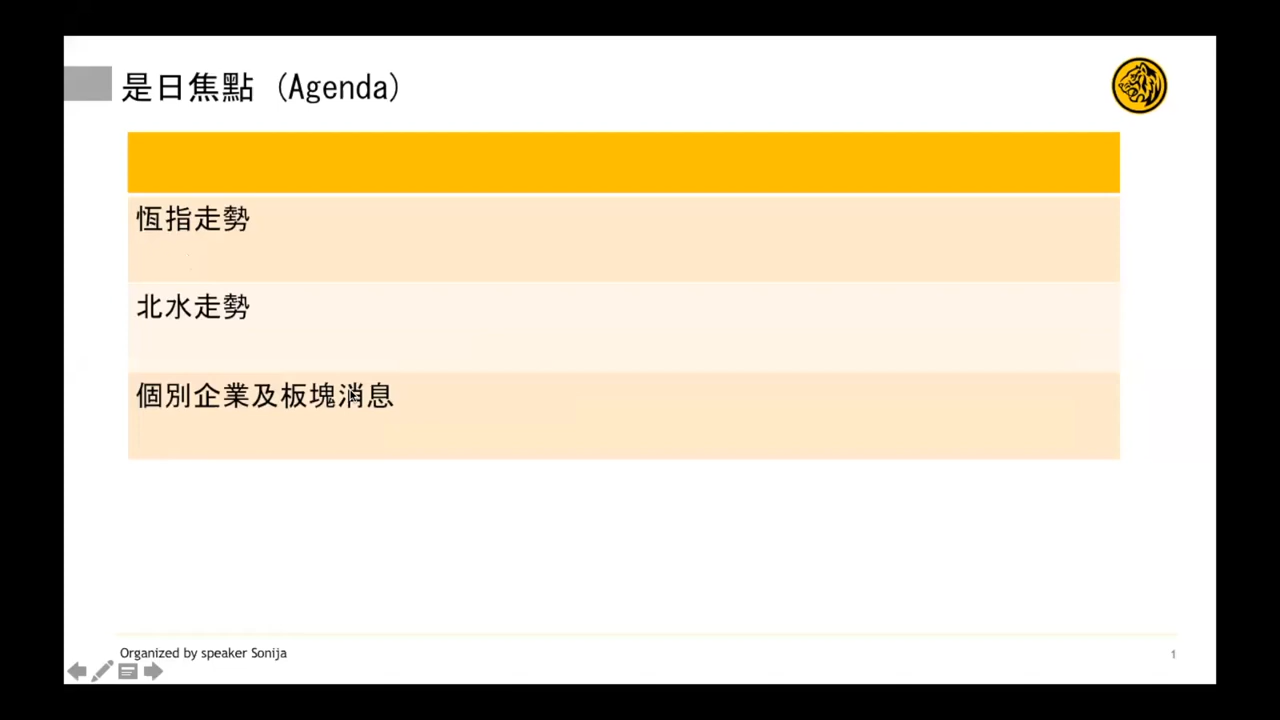 是日焦點 (Agenda)
恆指走勢
北水走勢
個別企業及板塊消息
Organized by speaker Sonija
1